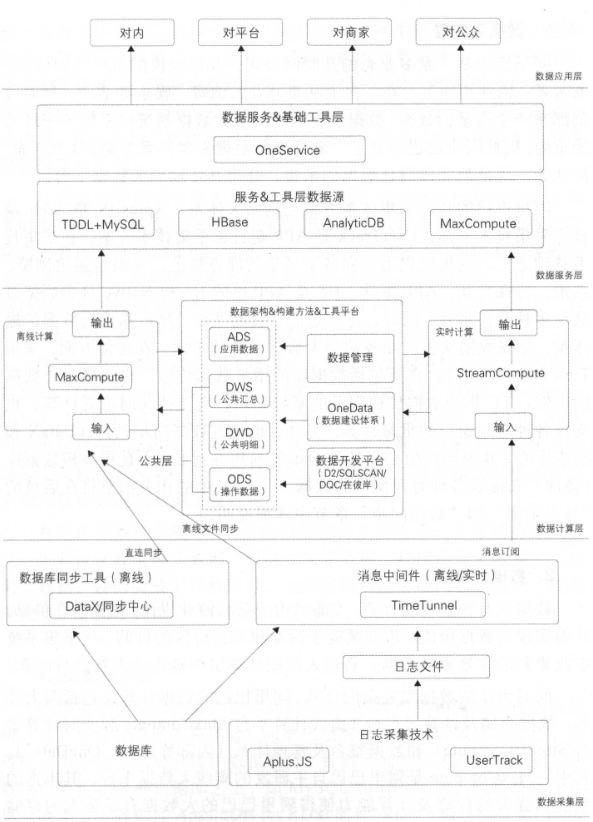 对内
对平台
对商家
对公众
数据应用层
数据服务&基础工具层
OneService
服务&工具层数据源
TDDL+MySQL
HBase
AnalyticDB
MaxCompute
数据服务层
离线计算
输出
MaxCompute
输入
数据架构&构建方法&工具平台
ADS
(应用数据)
DWS
(公共汇总)
DWD
(公共明细)
ODS
(操作数据)
公共层
数据管理
OneData
(数据建设体系)
数据开发平台
(D2/SQLSCAN/
DQC/在彼岸)
实时计算
输出
StreamCompute
输入
离线文件同步
数据计算层
直连同步
消息订阅
数据库同步工具(离线)
DataX/同步中心
消息中间件(离线/实时)
TimeTunnel
日志文件
数据库
日志采集技术
Aplus.JS
UserTrack
数据采集层